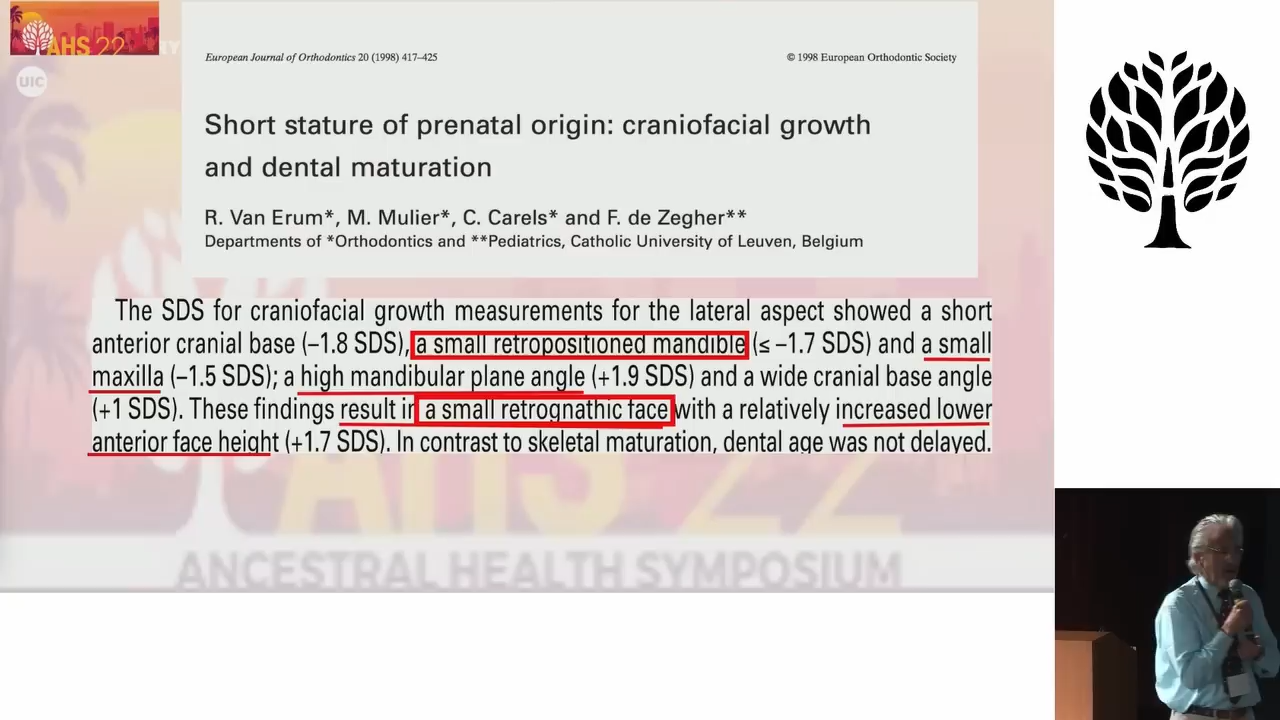 AHS 22
UIC
European Journal of Orthodontics 20 (1998) 417–425
© 1998 European Orthodontic Society
Short stature of prenatal origin: craniofacial growth
and dental maturation
R. Van Erum*, M. Mulier*, C. Carels* and F. de Zegher**
Departments of *Orthodontics and **Pediatrics, Catholic University of Leuven, Belgium
The SDS for craniofacial growth measurements for the lateral aspect showed a short
anterior cranial base (–1.8 SDS), a small retropositioned mandible (≤ –1.7 SDS) and a small
maxilla (–1.5 SDS); a high mandibular plane angle (+1.9 SDS) and a wide cranial base angle
(+1 SDS). These findings result in a small retrognathic face with a relatively increased lower
anterior face height (+1.7 SDS). In contrast to skeletal maturation, dental age was not delayed.
AHS 22
ANCESTRAL HEALTH SYMPOSIUM